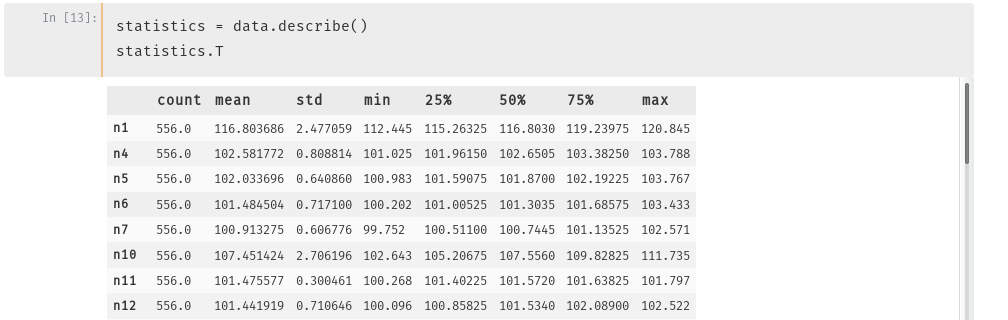 In [13]:
statistics = data.describe()
statistics.T
count mean std min 25% 50% 75% max
n1 556.0 116.803686 2.477059 112.445 115.26325 116.8030 119.23975 120.845
n4 556.0 102.581772 0.808814 101.025 101.96150 102.6505 103.38250 103.788
n5 556.0 102.033696 0.640860 100.983 101.59075 101.8700 102.19225 103.767
n6 556.0 101.484504 0.717100 100.202 101.00525 101.3035 101.68575 103.433
n7 556.0 100.913275 0.606776 99.752 100.51100 100.7445 101.13525 102.571
n10 556.0 107.451424 2.706196 102.643 105.20675 107.5560 109.82825 111.735
n11 556.0 101.475577 0.300461 100.268 101.40225 101.5720 101.63825 101.797
n12 556.0 101.441919 0.710646 100.096 100.85825 101.5340 102.08900 102.522